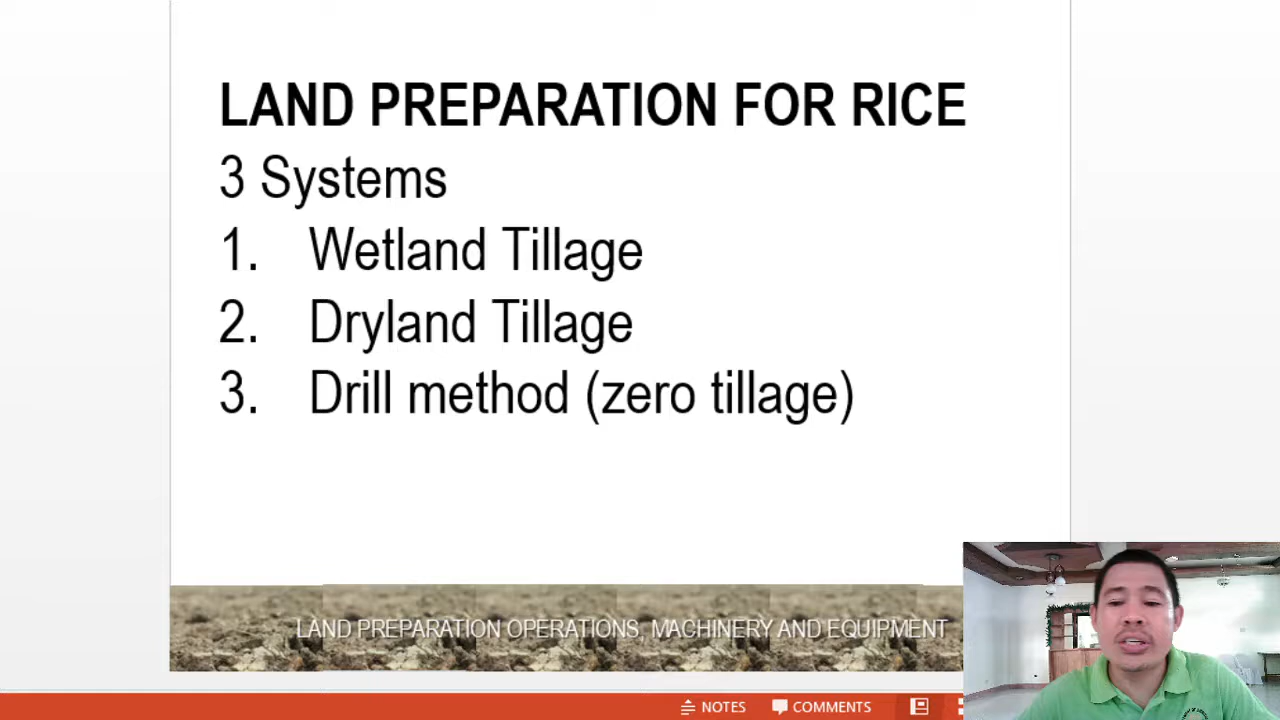 LAND PREPARATION FOR RICE
3 Systems
1. Wetland Tillage
2. Dryland Tillage
3. Drill method (zero tillage)
LAND PREPARATION OPERATIONS, MACHINERY AND EQUIPMENT
NOTES COMMENTS